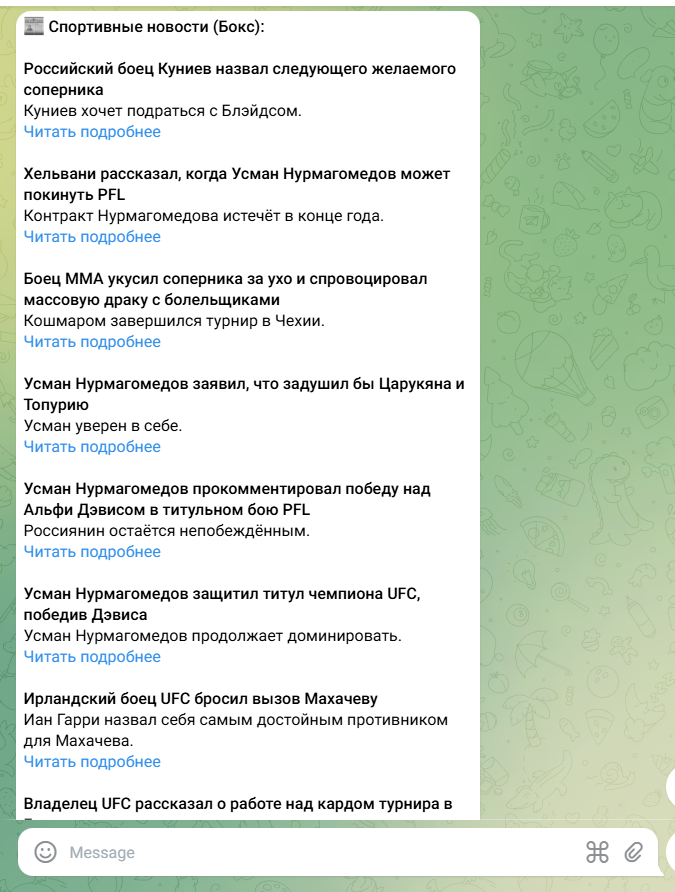 Спортивные новости (Бокс):
Российский боец Куниев назвал следующего желаемого
соперника
Куниев хочет подраться с Блэйдсом.
Читать подробнее
Хельвани рассказал, когда Усман Нурмагомедов может
покинуть PFL
Контракт Нурмагомедова истечёт в конце года.
Читать подробнее
Боец ММА укусил соперника за ухо и спровоцировал
массовую драку с болельщиками
Кошмаром завершился турнир в Чехии.
Читать подробнее
Усман Нурмагомедов заявил, что задушил бы Царукяна и
Топурию
Усман уверен в себе.
Читать подробнее
Усман Нурмагомедов прокомментировал победу над
Альфи Дэвисом в титульном бою PFL
Россиянин остаётся непобеждённым.
Читать подробнее
Усман Нурмагомедов защитил титул чемпиона UFC,
победив Дэвиса
Усман Нурмагомедов продолжает доминировать.
Читать подробнее
Ирландский боец UFC бросил вызов Махачеву
Иан Гарри назвал себя самым достойным противником
для Махачева.
Читать подробнее
Владелец UFC рассказал о работе над кардом турнира в
Message